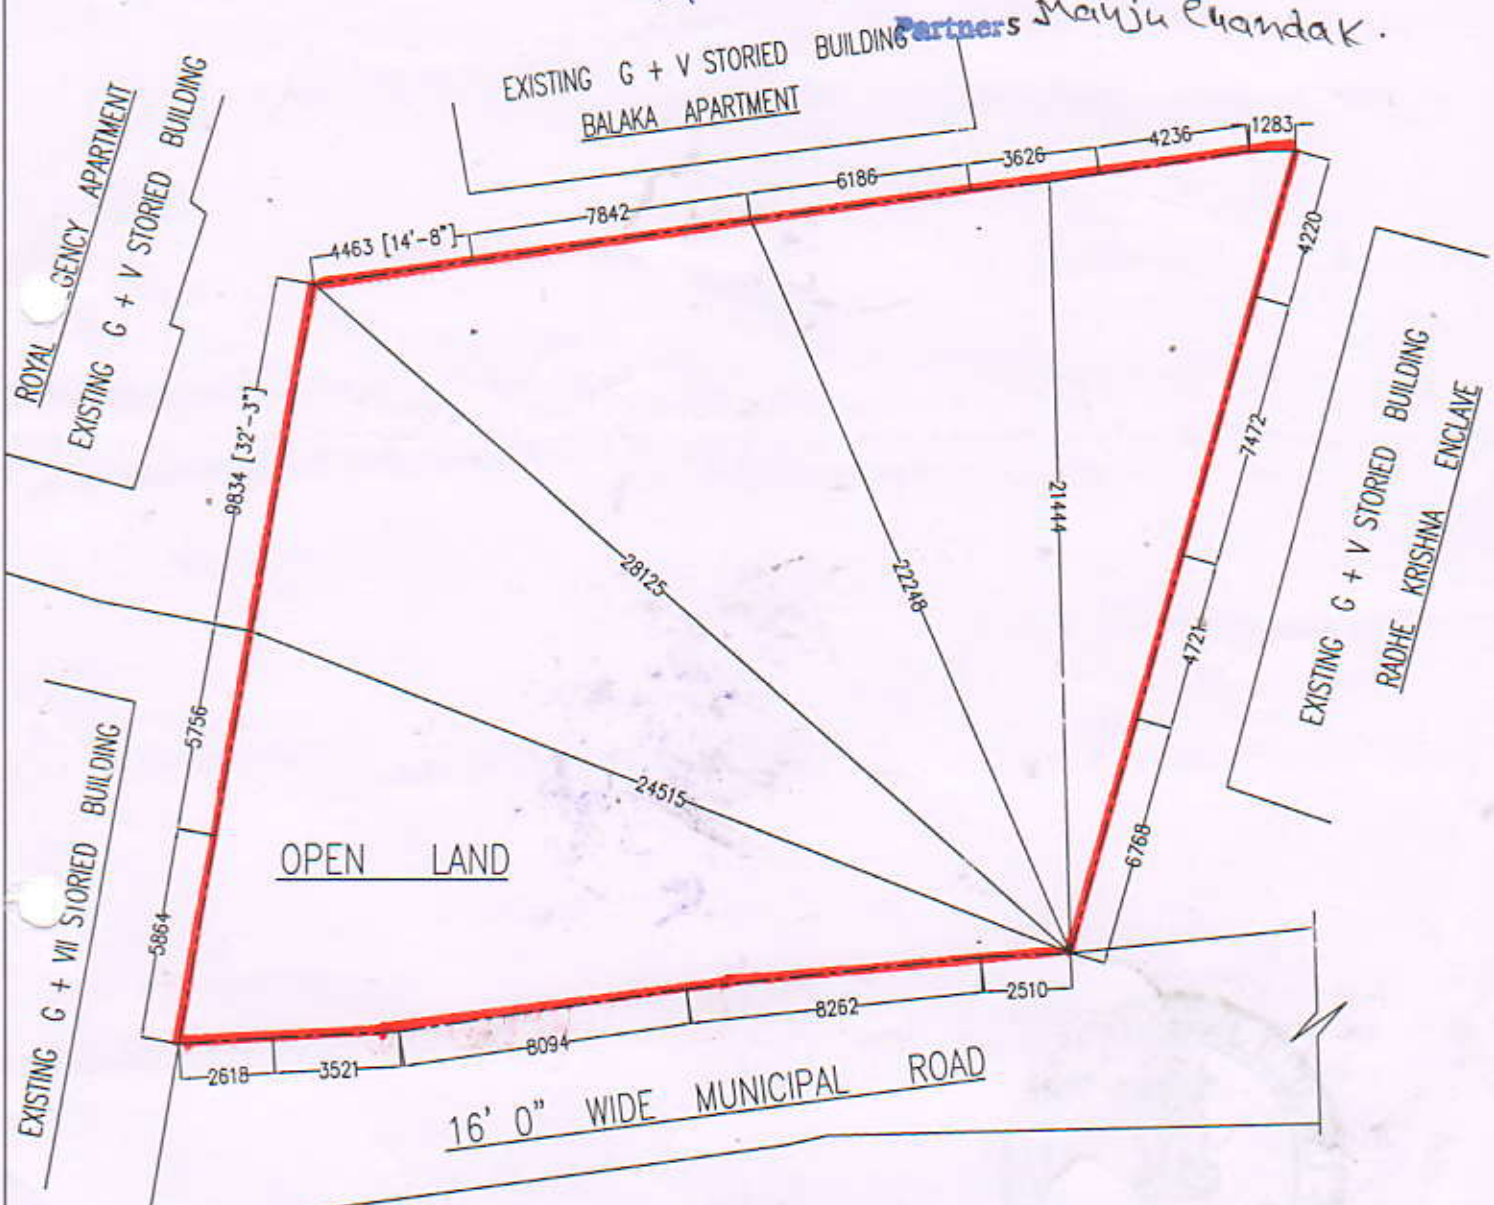 Partners Manju Chandak.
EXISTING G + V STORIED BUILDING
BALAKA APARTMENT
ROYAL GENCY APARTMENT
EXISTING G + V STORIED BUILDING
4463 [14'-8"]
7842
6186
3626
4236
1283
4220
7472
4721
6768
EXISTING G + V STORIED BUILDING
RADHE KRISHNA ENCLAVE
9834 [32'-3"]
5756
5864
28125
22248
21444
24515
OPEN LAND
EXISTING G + VII STORIED BUILDING
2618
3521
8094
8262
2510
16' 0" WIDE MUNICIPAL ROAD